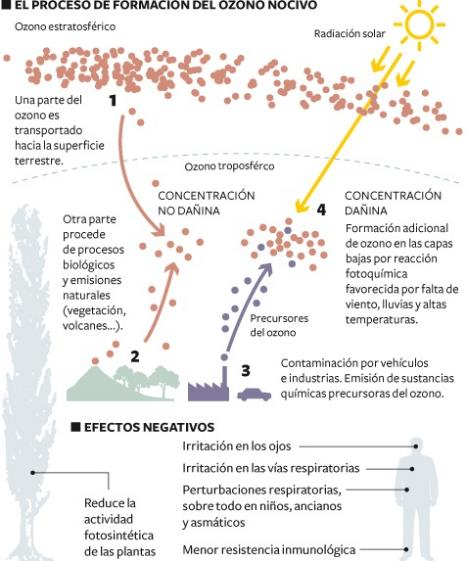 EL PROCESO DE FORMACIÓN DEL OZONO NOCIVO
Ozono estratosférico
Radiación solar
1
Una parte del
ozono es
transportado
hacia la superficie
terrestre.
Ozono troposférco
CONCENTRACIÓN
NO DAÑINA
4
CONCENTRACIÓN
DAÑINA
Formación adicional
de ozono en las capas
bajas por reacción
fotoquímica
favorecida por falta de
viento, lluvias y altas
temperaturas.
Otra parte
procede
de procesos
biológicos
y emisiones
naturales
(vegetación,
volcanes...).
Precursores
del ozono
2
3
Contaminación por vehículos
e industrias. Emisión de sustancias
químicas precursoras del ozono.
EFECTOS NEGATIVOS
Irritación en los ojos
Irritación en las vías respiratorias
Perturbaciones respiratorias,
sobre todo en niños, ancianos
y asmáticos
Menor resistencia inmunológica
Reduce la
actividad
fotosintética
de las plantas